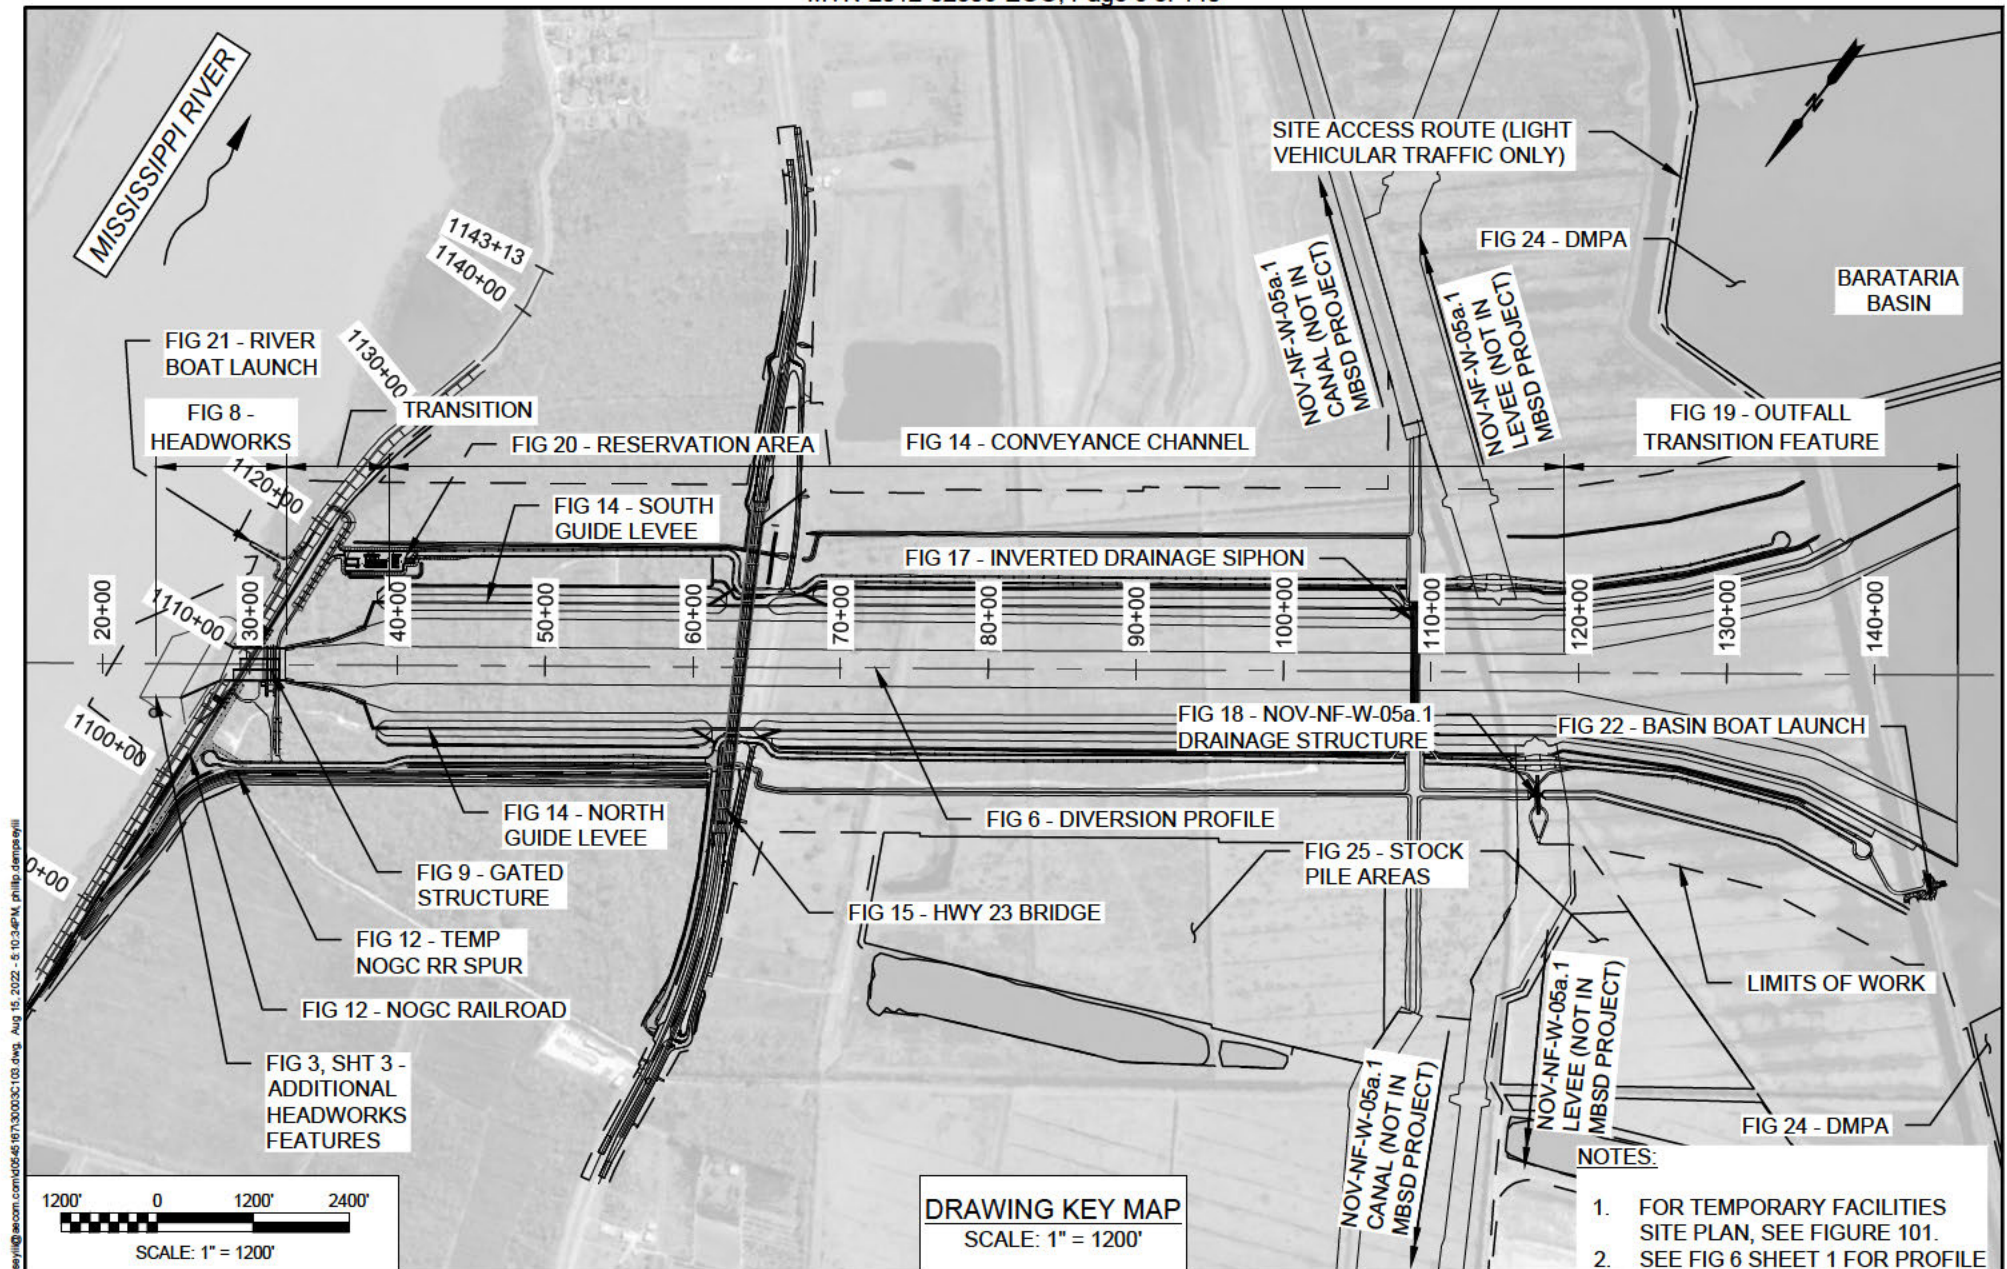 MISSISSIPPI RIVER
1143+13
1140+00
1130+00
1120+00
1110+00
1100+00
0+00
FIG 21 - RIVER
BOAT LAUNCH
FIG 8 -
HEADWORKS
TRANSITION
FIG 20 - RESERVATION AREA
FIG 14 - CONVEYANCE CHANNEL
FIG 19 - OUTFALL
TRANSITION FEATURE
SITE ACCESS ROUTE (LIGHT
VEHICULAR TRAFFIC ONLY)
N
FIG 24 - DMPA
BARATARIA
BASIN
NOV-NF-W-05a.1
CANAL (NOT IN
MBSD PROJECT)
NOV-NF-W-05a.1
LEVEE (NOT IN
MBSD PROJECT)
FIG 14 - SOUTH
GUIDE LEVEE
FIG 17 - INVERTED DRAINAGE SIPHON
20+00
30+00
40+00
50+00
60+00
70+00
80+00
90+00
100+00
110+00
120+00
130+00
140+00
FIG 18 - NOV-NF-W-05a.1
DRAINAGE STRUCTURE
FIG 22 - BASIN BOAT LAUNCH
FIG 14 - NORTH
GUIDE LEVEE
FIG 6 - DIVERSION PROFILE
FIG 9 - GATED
STRUCTURE
FIG 25 - STOCK
PILE AREAS
FIG 15 - HWY 23 BRIDGE
FIG 12 - TEMP
NOGC RR SPUR
FIG 12 - NOGC RAILROAD
LIMITS OF WORK
FIG 3, SHT 3 -
ADDITIONAL
HEADWORKS
FEATURES
NOV-NF-W-05a.1
CANAL (NOT IN
MBSD PROJECT)
NOV-NF-W-05a.1
LEVEE (NOT IN
MBSD PROJECT)
FIG 24 - DMPA
1200' 0 1200' 2400'
SCALE: 1" = 1200'
DRAWING KEY MAP
SCALE: 1" = 1200'
NOTES:
1. FOR TEMPORARY FACILITIES
SITE PLAN, SEE FIGURE 101.
2. SEE FIG 6 SHEET 1 FOR PROFILE
Aug 15, 2022 - 5:10:34PM